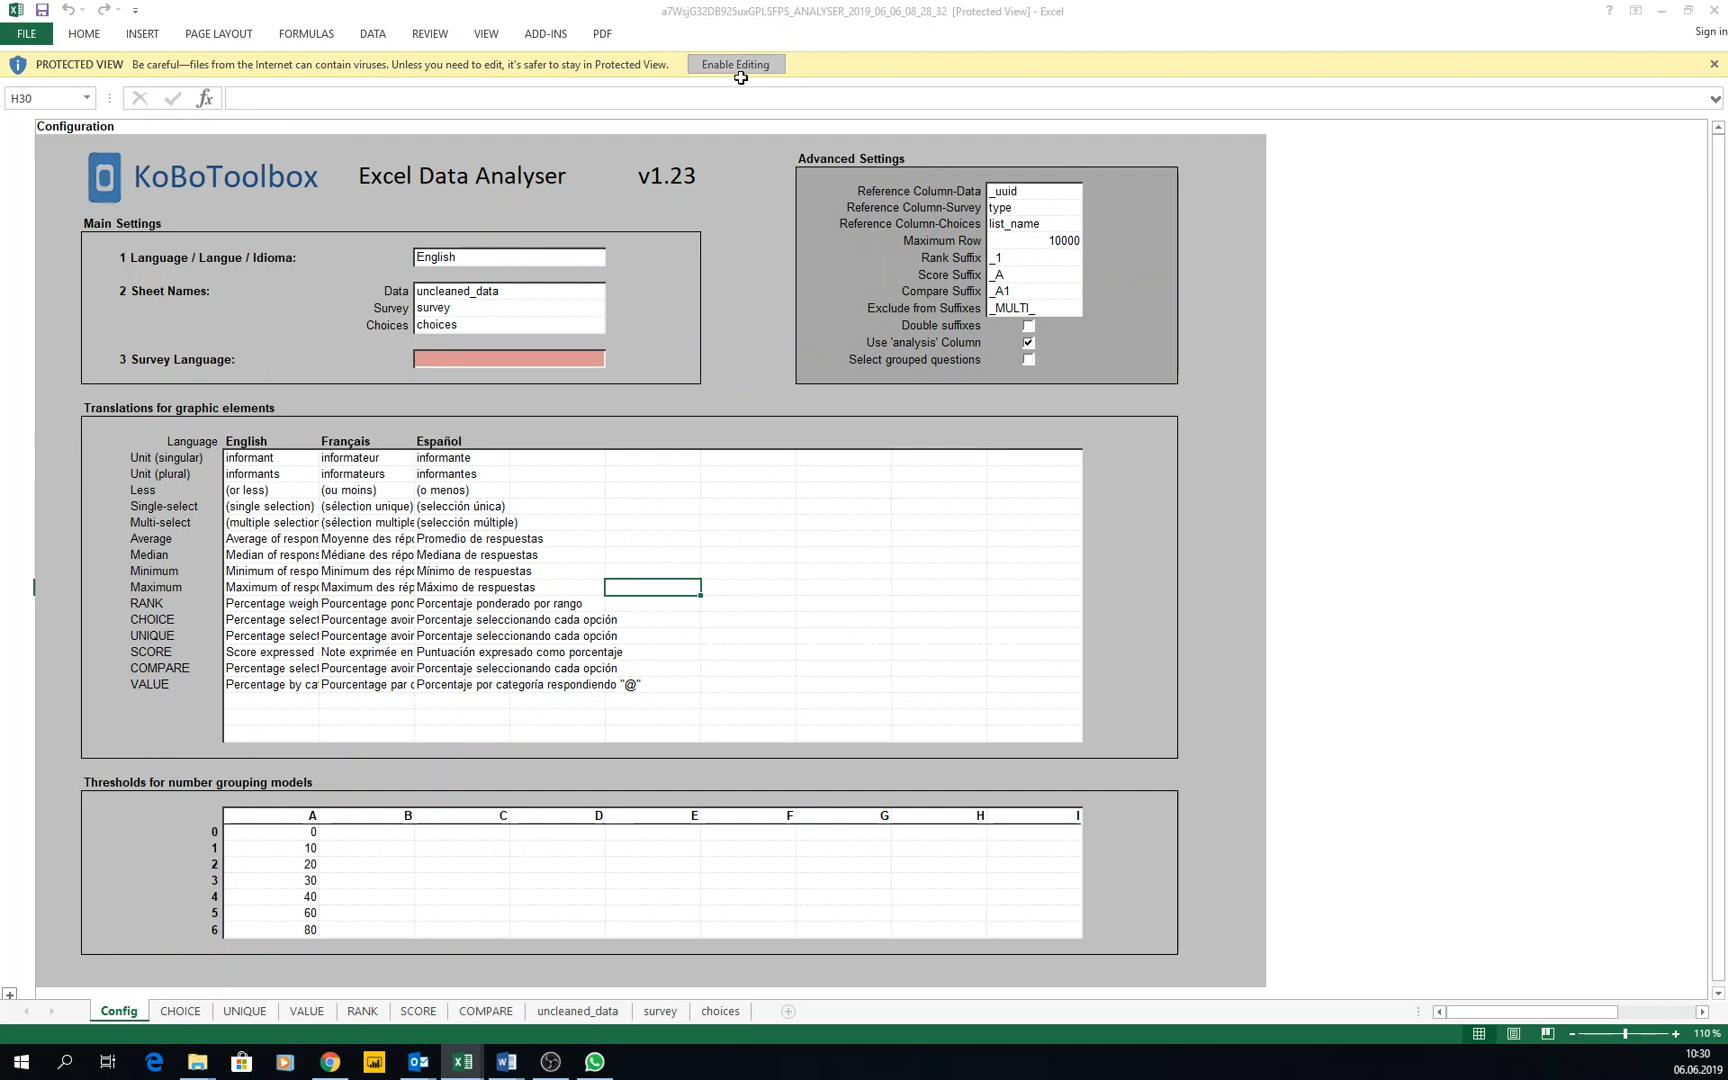 a7WsjG32DB925uxGPLSFPS_ANALYSER_2019_06_06_08_28_32 [Protected View] - Excel
FILE HOME INSERT PAGE LAYOUT FORMULAS DATA REVIEW VIEW ADD-INS PDF Sign in
PROTECTED VIEW Be careful—files from the Internet can contain viruses. Unless you need to edit, it's safer to stay in Protected View. Enable Editing
H30 fx
Configuration
KoBoToolbox Excel Data Analyser v1.23
Main Settings
1 Language / Langue / Idioma: English
2 Sheet Names: Data uncleaned_data
Survey survey
Choices choices
3 Survey Language:
Advanced Settings
Reference Column-Data _uuid
Reference Column-Survey type
Reference Column-Choices list_name
Maximum Row 10000
Rank Suffix _1
Score Suffix _A
Compare Suffix _A1
Exclude from Suffixes _MULTI_
Double suffixes
Use 'analysis' Column
Select grouped questions
Translations for graphic elements
Language English Français Español
Unit (singular) informant informateur informante
Unit (plural) informants informateurs informantes
Less (or less) (ou moins) (o menos)
Single-select (single selection) (sélection unique) (selección única)
Multi-select (multiple selection (sélection multiple (selección múltiple)
Average Average of respon Moyenne des répo Promedio de respuestas
Median Median of respons Médiane des répo Mediana de respuestas
Minimum Minimum of respo Minimum des rép Mínimo de respuestas
Maximum Maximum of respo Maximum des rép Máximo de respuestas
RANK Percentage weigh Pourcentage pond Porcentaje ponderado por rango
CHOICE Percentage select Pourcentage avoir Porcentaje seleccionando cada opción
UNIQUE Percentage select Pourcentage avoir Porcentaje seleccionando cada opción
SCORE Score expressed Note exprimée en Puntuación expresado como porcentaje
COMPARE Percentage select Pourcentage avoir Porcentaje seleccionando cada opción
VALUE Percentage by cat Pourcentage par c Porcentaje por categoría respondiendo "@"
Thresholds for number grouping models
A B C D E F G H I
0 0
1 10
2 20
3 30
4 40
5 60
6 80
Config CHOICE UNIQUE VALUE RANK SCORE COMPARE uncleaned_data survey choices
110 %
10:30
06.06.2019